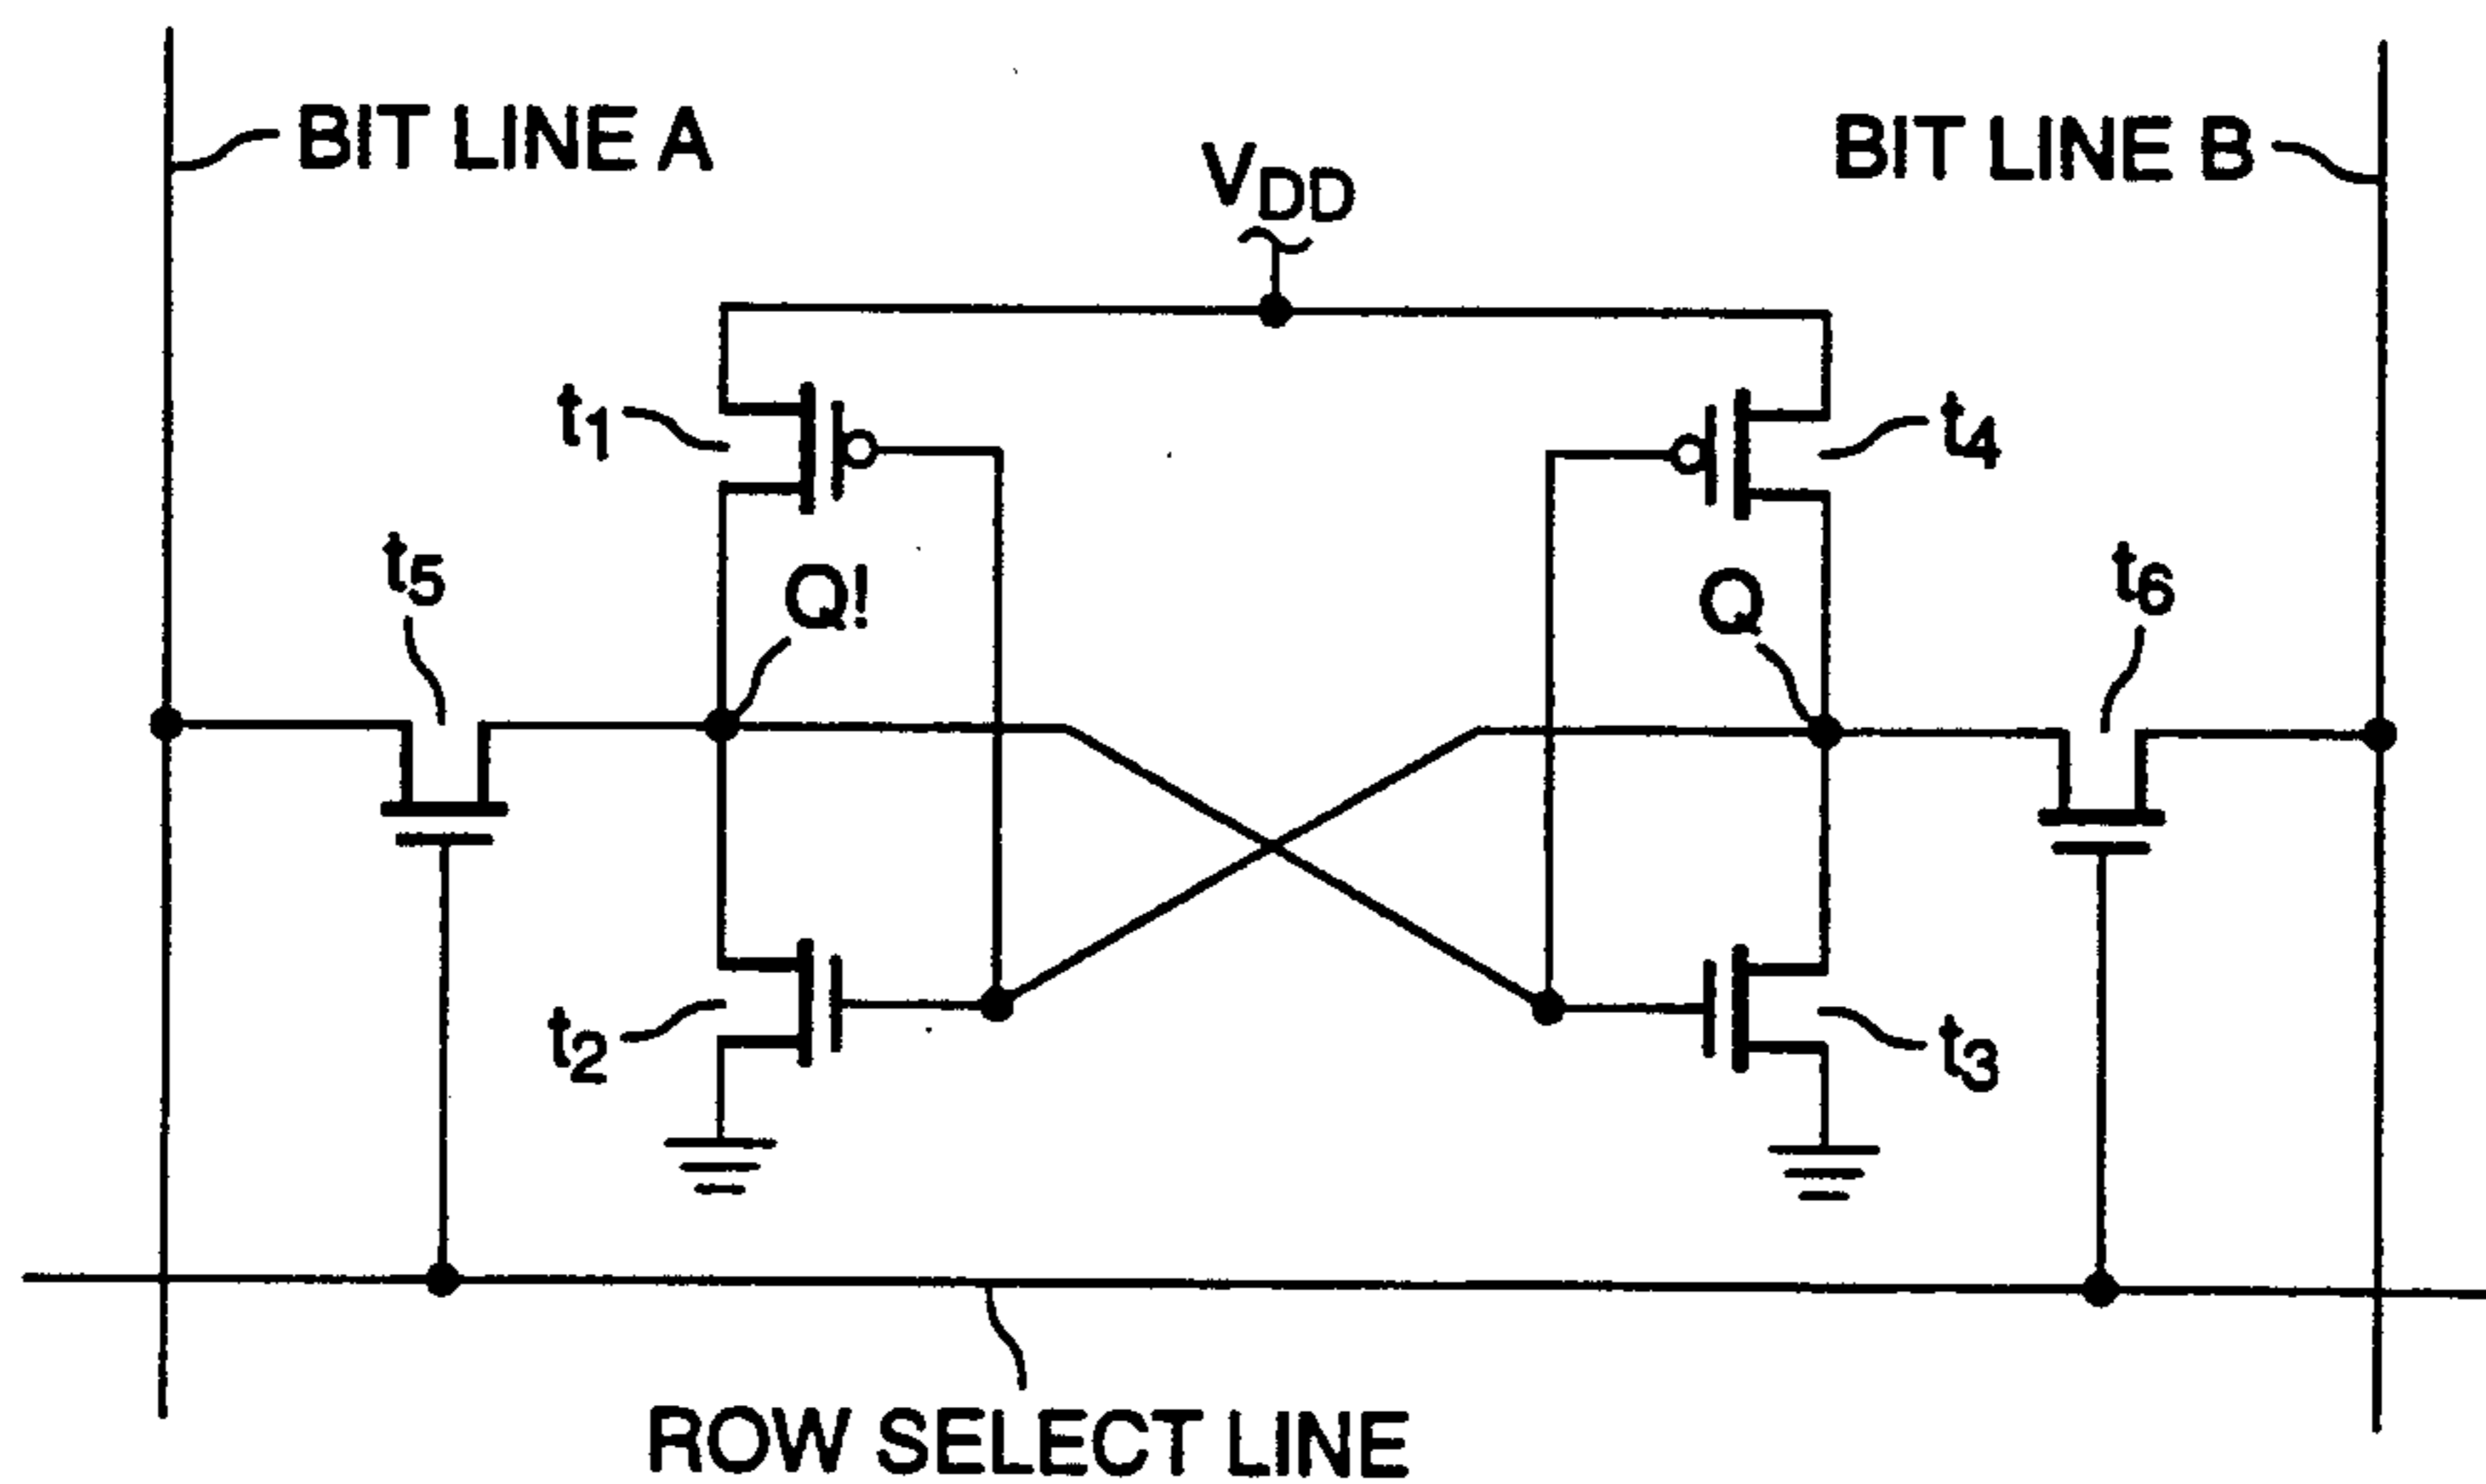 BIT LINE A
BIT LINE B
VDD
t1
t4
t5
Q!
Q
t6
t2
t3
ROW SELECT LINE